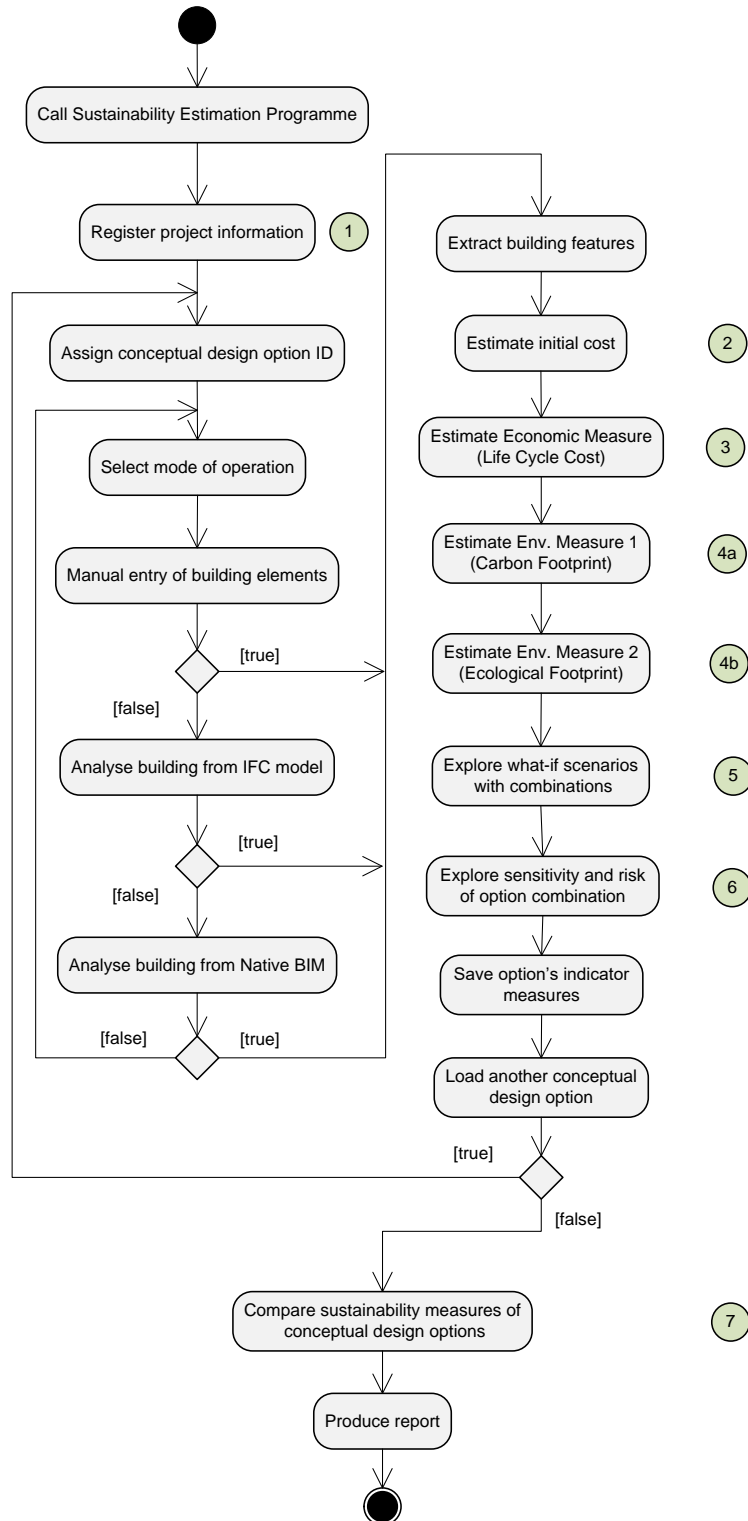 Call Sustainability Estimation Programme
Register project information
1
Assign conceptual design option ID
Select mode of operation
Manual entry of building elements
[true]
[false]
Analyse building from IFC model
[true]
[false]
Analyse building from Native BIM
[false]
[true]
Extract building features
Estimate initial cost
2
Estimate Economic Measure
(Life Cycle Cost)
3
Estimate Env. Measure 1
(Carbon Footprint)
4a
Estimate Env. Measure 2
(Ecological Footprint)
4b
Explore what-if scenarios
with combinations
5
Explore sensitivity and risk
of option combination
6
Save option’s indicator
measures
Load another conceptual
design option
[true]
[false]
Compare sustainability measures of
conceptual design options
7
Produce report